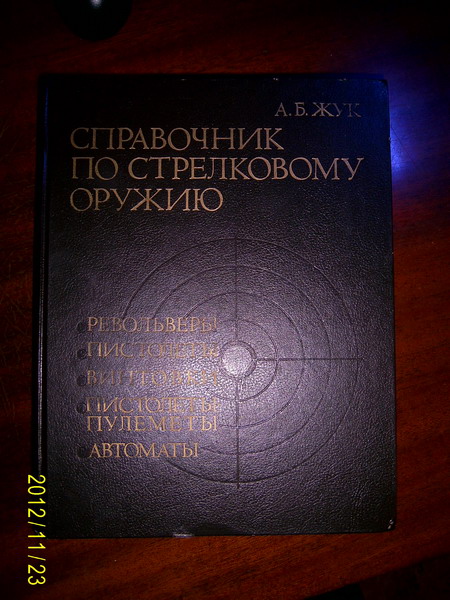 А.Б.ЖУК
СПРАВОЧНИК
ПО СТРЕЛКОВОМУ
ОРУЖИЮ
РЕВОЛЬВЕРЫ
ПИСТОЛЕТЫ
ВИНТОВКИ
ПИСТОЛЕТЫ-
ПУЛЕМЕТЫ
АВТОМАТЫ
2012/11/23